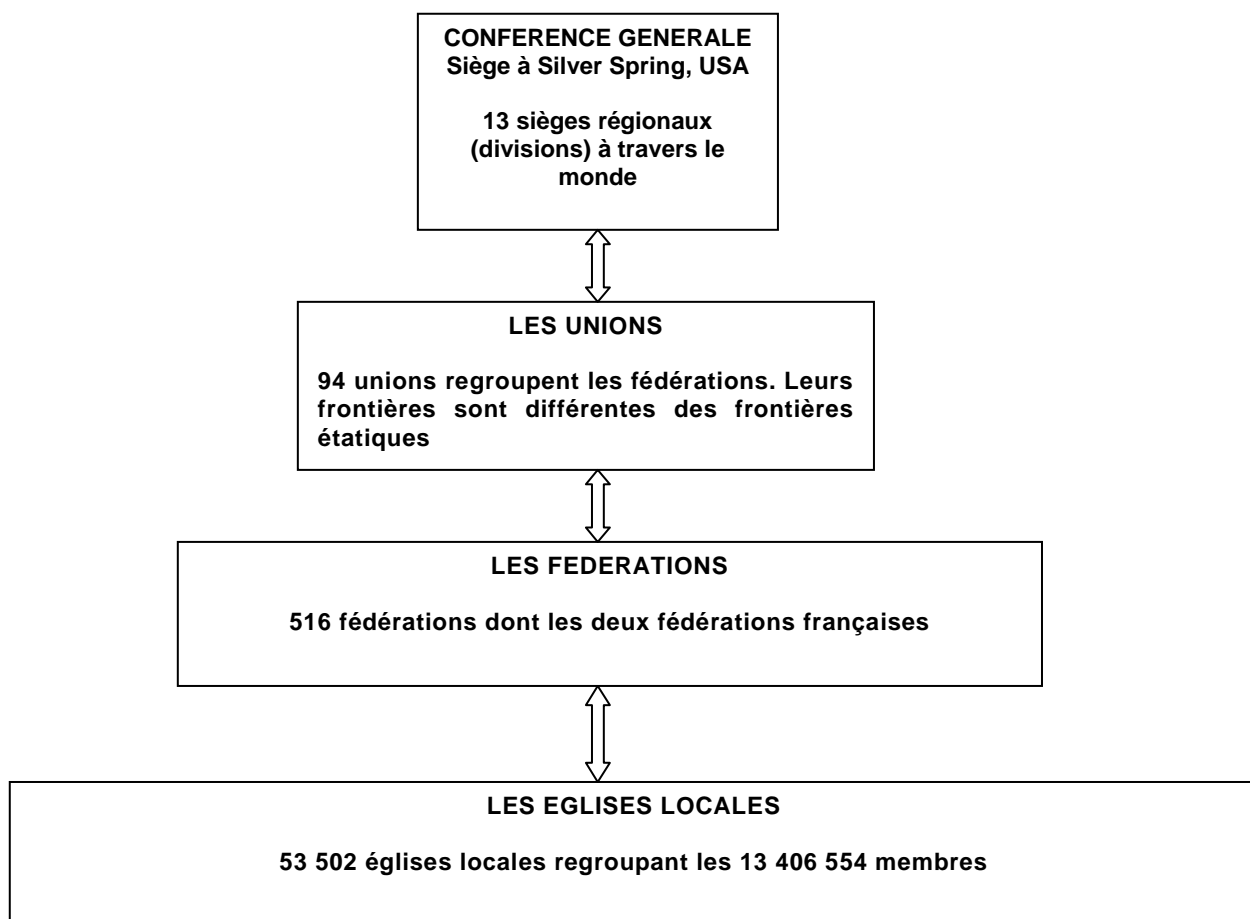 CONFERENCE GENERALE
Siège à Silver Spring, USA
13 sièges régionaux
(divisions) à travers le
monde
LES UNIONS
94 unions regroupent les fédérations. Leurs
frontières sont différentes des frontières
étatiques
LES FEDERATIONS
516 fédérations dont les deux fédérations françaises
LES EGLISES LOCALES
53 502 églises locales regroupant les 13 406 554 membres